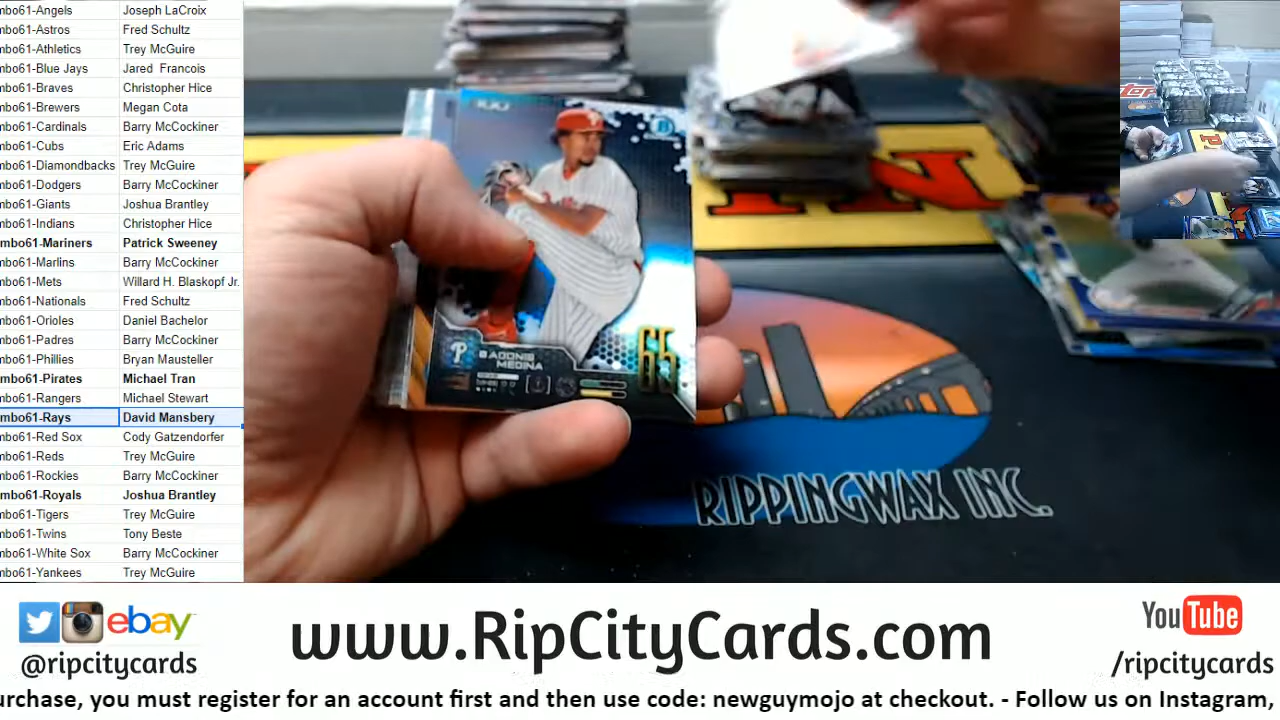 mbo61-Angels Joseph LaCroix
mbo61-Astros Fred Schultz
mbo61-Athletics Trey McGuire
mbo61-Blue Jays Jared Francois
mbo61-Braves Christopher Hice
mbo61-Brewers Megan Cota
mbo61-Cardinals Barry McCockiner
mbo61-Cubs Eric Adams
mbo61-Diamondbacks Trey McGuire
mbo61-Dodgers Barry McCockiner
mbo61-Giants Joshua Brantley
mbo61-Indians Christopher Hice
mbo61-Mariners Patrick Sweeney
mbo61-Marlins Barry McCockiner
mbo61-Mets Willard H. Blaskopf Jr.
mbo61-Nationals Fred Schultz
mbo61-Orioles Daniel Bachelor
mbo61-Padres Barry McCockiner
mbo61-Phillies Bryan Mausteller
mbo61-Pirates Michael Tran
mbo61-Rangers Michael Stewart
mbo61-Rays David Mansbery
mbo61-Red Sox Cody Gatzendorfer
mbo61-Reds Trey McGuire
mbo61-Rockies Barry McCockiner
mbo61-Royals Joshua Brantley
mbo61-Tigers Trey McGuire
mbo61-Twins Tony Beste
mbo61-White Sox Barry McCockiner
mbo61-Yankees Trey McGuire
ADONIS
MEDINA
65
RIPPINGWAX INC.
ebay
@ripcitycards
www.RipCityCards.com
YouTube
/ripcitycards
urchase, you must register for an account first and then use code: newguymojo at checkout. - Follow us on Instagram,